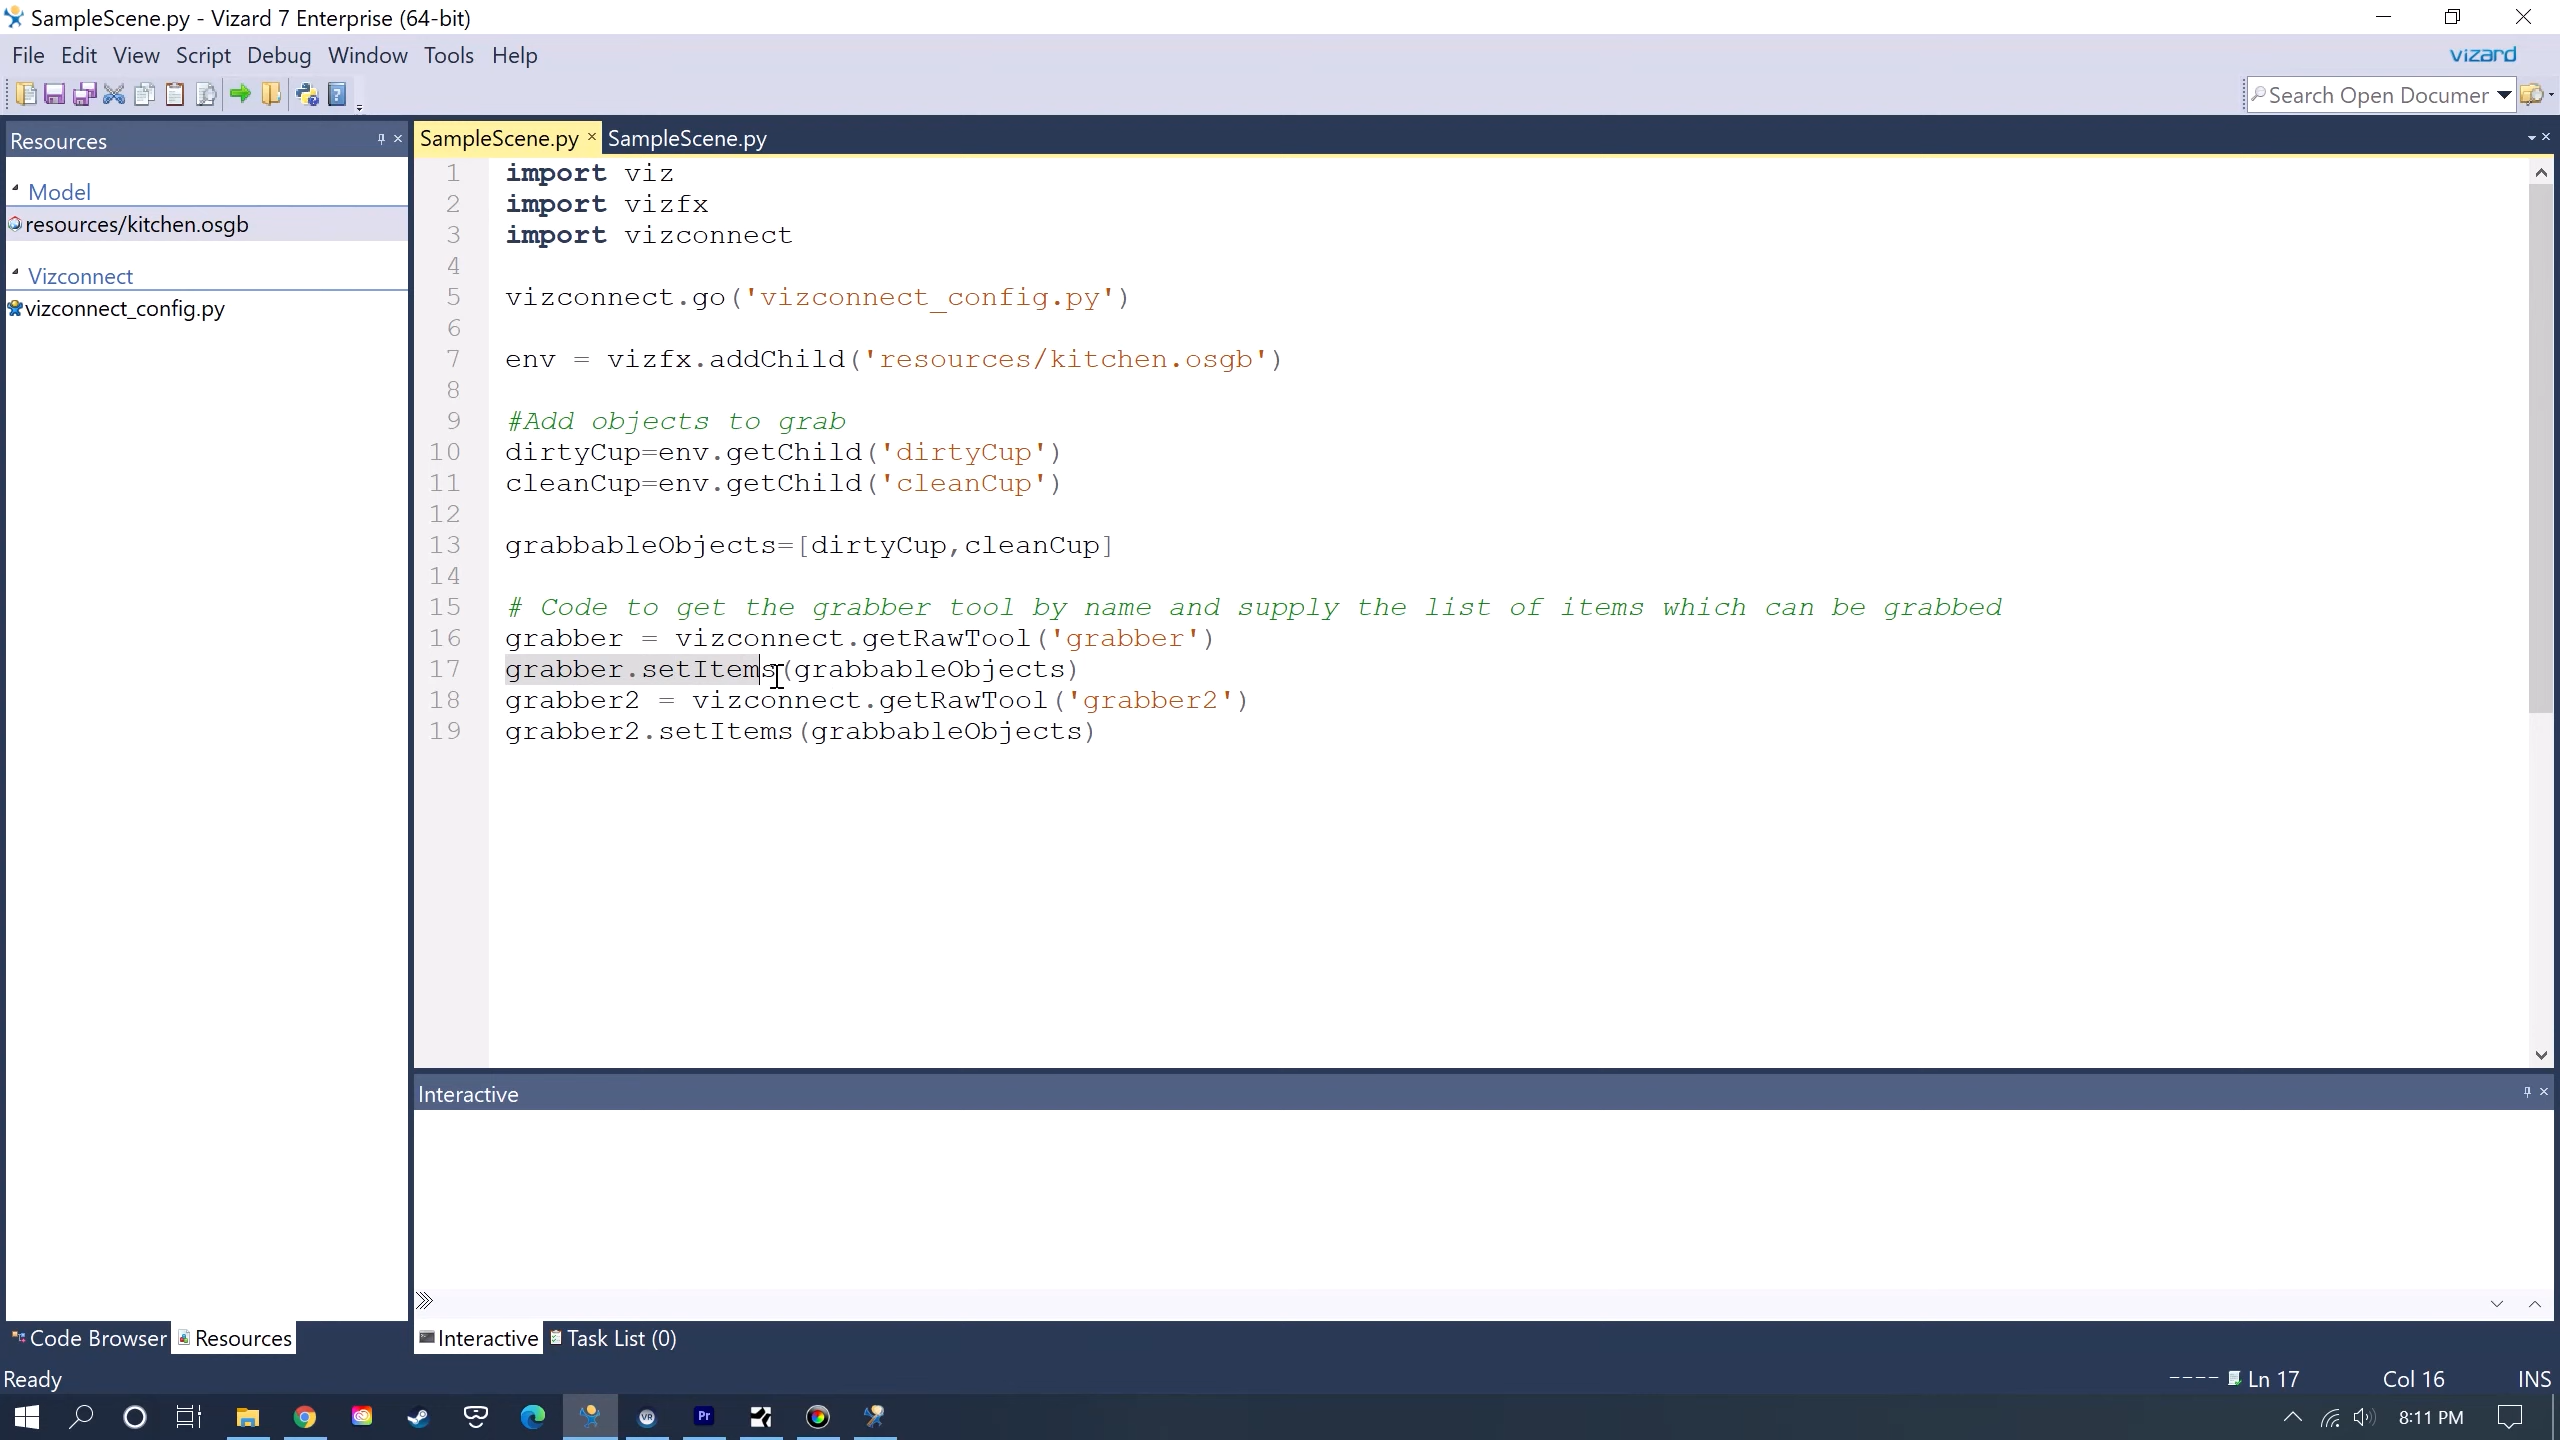 SampleScene.py - Vizard 7 Enterprise (64-bit)
File Edit View Script Debug Window Tools Help
vizard
Search Open Documer
Resources
SampleScene.py SampleScene.py
Model
resources/kitchen.osgb
Vizconnect
vizconnect_config.py
1 import viz
2 import vizfx
3 import vizconnect
4
5 vizconnect.go('vizconnect_config.py')
6
7 env = vizfx.addChild('resources/kitchen.osgb')
8
9 #Add objects to grab
10 dirtyCup=env.getChild('dirtyCup')
11 cleanCup=env.getChild('cleanCup')
12
13 grabbableObjects=[dirtyCup,cleanCup]
14
15 # Code to get the grabber tool by name and supply the list of items which can be grabbed
16 grabber = vizconnect.getRawTool('grabber')
17 grabber.setItems(grabbableObjects)
18 grabber2 = vizconnect.getRawTool('grabber2')
19 grabber2.setItems(grabbableObjects)
Interactive
Code Browser Resources
Interactive Task List (0)
Ready
Ln 17 Col 16 INS
VR
Pr
8:11 PM